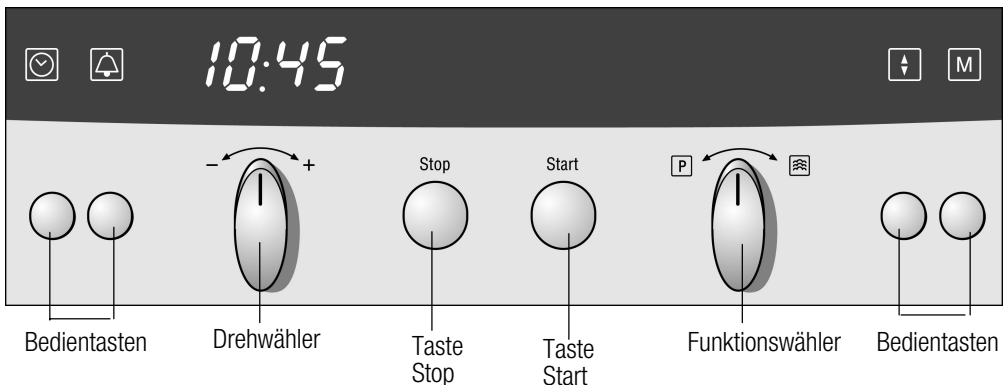 10:45
M
- +
Stop
Start
P
Bedientasten
Drehwähler
Taste
Stop
Taste
Start
Funktionswähler
Bedientasten